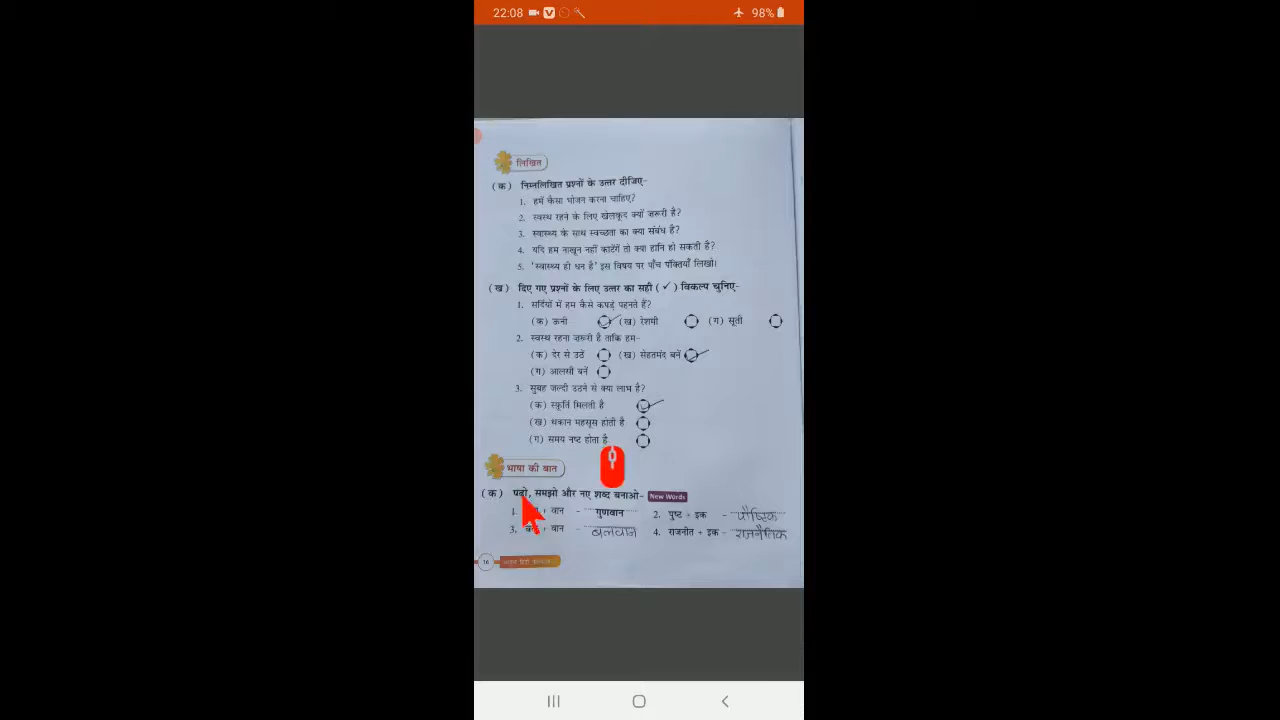 22:08
98%
लिखित
(क) निम्नलिखित प्रश्नों के उत्तर दीजिए-
1. हमें कैसा भोजन करना चाहिए?
2. स्वस्थ रहने के लिए खेलकूद क्यों जरूरी है?
3. स्वास्थ्य के साथ स्वच्छता का क्या संबंध है?
4. यदि हम नाखून नहीं काटेंगे तो क्या हानि हो सकती है?
5. 'स्वास्थ्य ही धन है' इस विषय पर पाँच पंक्तियाँ लिखो।
(ख) दिए गए प्रश्नों के लिए उत्तर का सही (✓) विकल्प चुनिए-
1. सर्दियों में हम कैसे कपड़े पहनते हैं?
(क) ऊनी (ख) रेशमी (ग) सूती
2. स्वस्थ रहना जरूरी है ताकि हम-
(क) देर से उठें (ख) सेहतमंद बनें
(ग) आलसी बनें
3. सुबह जल्दी उठने से क्या लाभ है?
(क) स्फूर्ति मिलती है
(ख) थकान महसूस होती है
(ग) समय नष्ट होता है
भाषा की बात
(क) पढ़ो, समझो और नए शब्द बनाओ- New Words
1. + वान - गुणवान 2. पुष्ट + इक - पौष्टिक
3. + वान - बलवान 4. राजनीत + इक - राजनैतिक
16